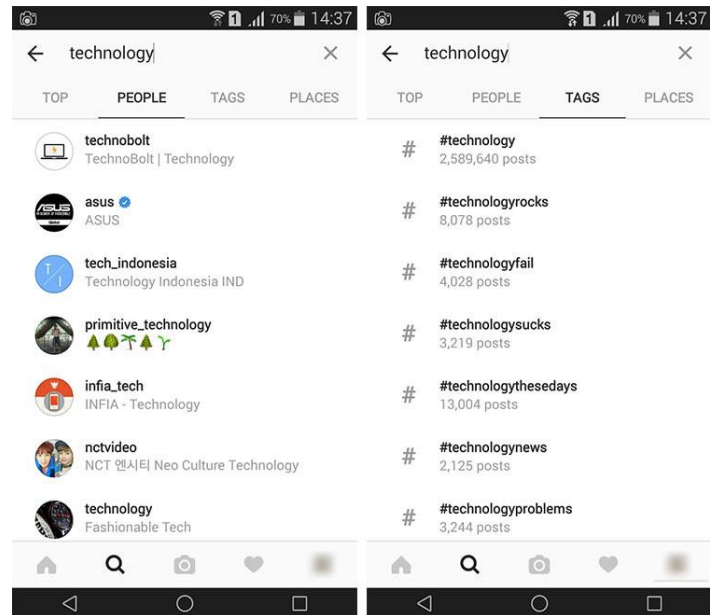 1 70% 14:37
technology
TOP PEOPLE TAGS PLACES
technobolt
TechnoBolt | Technology
asus
ASUS
tech_indonesia
Technology Indonesia IND
primitive_technology
infia_tech
INFIA - Technology
nctvideo
NCT 엔시티 Neo Culture Technology
technology
Fashionable Tech
1 70% 14:37
technology
TOP PEOPLE TAGS PLACES
# #technology
2,589,640 posts
# #technologyrocks
8,078 posts
# #technologyfail
4,028 posts
# #technologysucks
3,219 posts
# #technologythesedays
13,004 posts
# #technologynews
2,125 posts
# #technologyproblems
3,244 posts